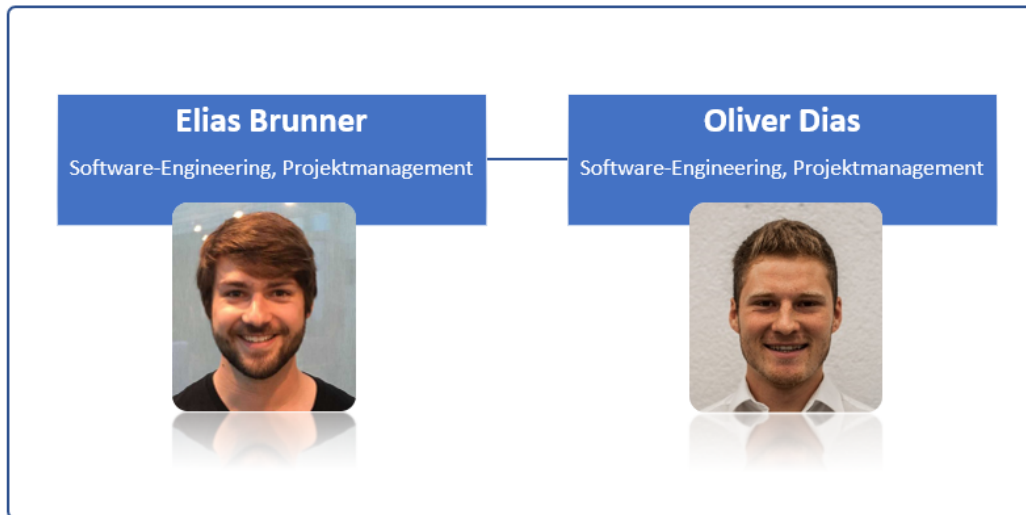 Elias Brunner
Software-Engineering, Projektmanagement
Oliver Dias
Software-Engineering, Projektmanagement